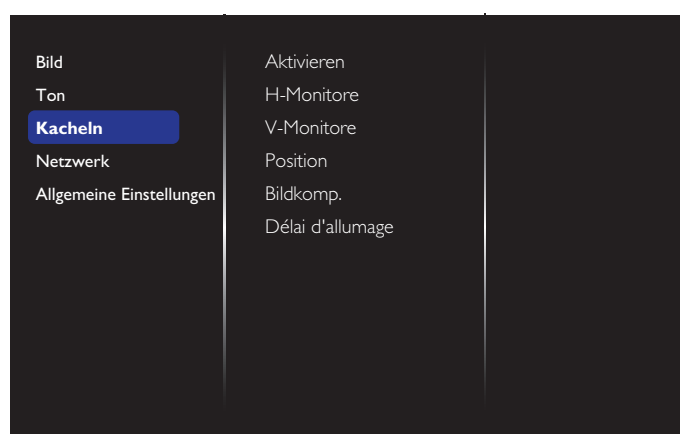 Bild
Ton
Kacheln
Netzwerk
Allgemeine Einstellungen
Aktivieren
H-Monitore
V-Monitore
Position
Bildkomp.
Délai d'allumage